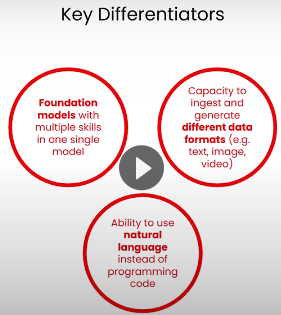 Key Differentiators
Foundation
models with
multiple skills
in one single
model
Capacity to
ingest and
generate
different data
formats (e.g.
text, image,
video)
Ability to use
natural
language
instead of
programming
code